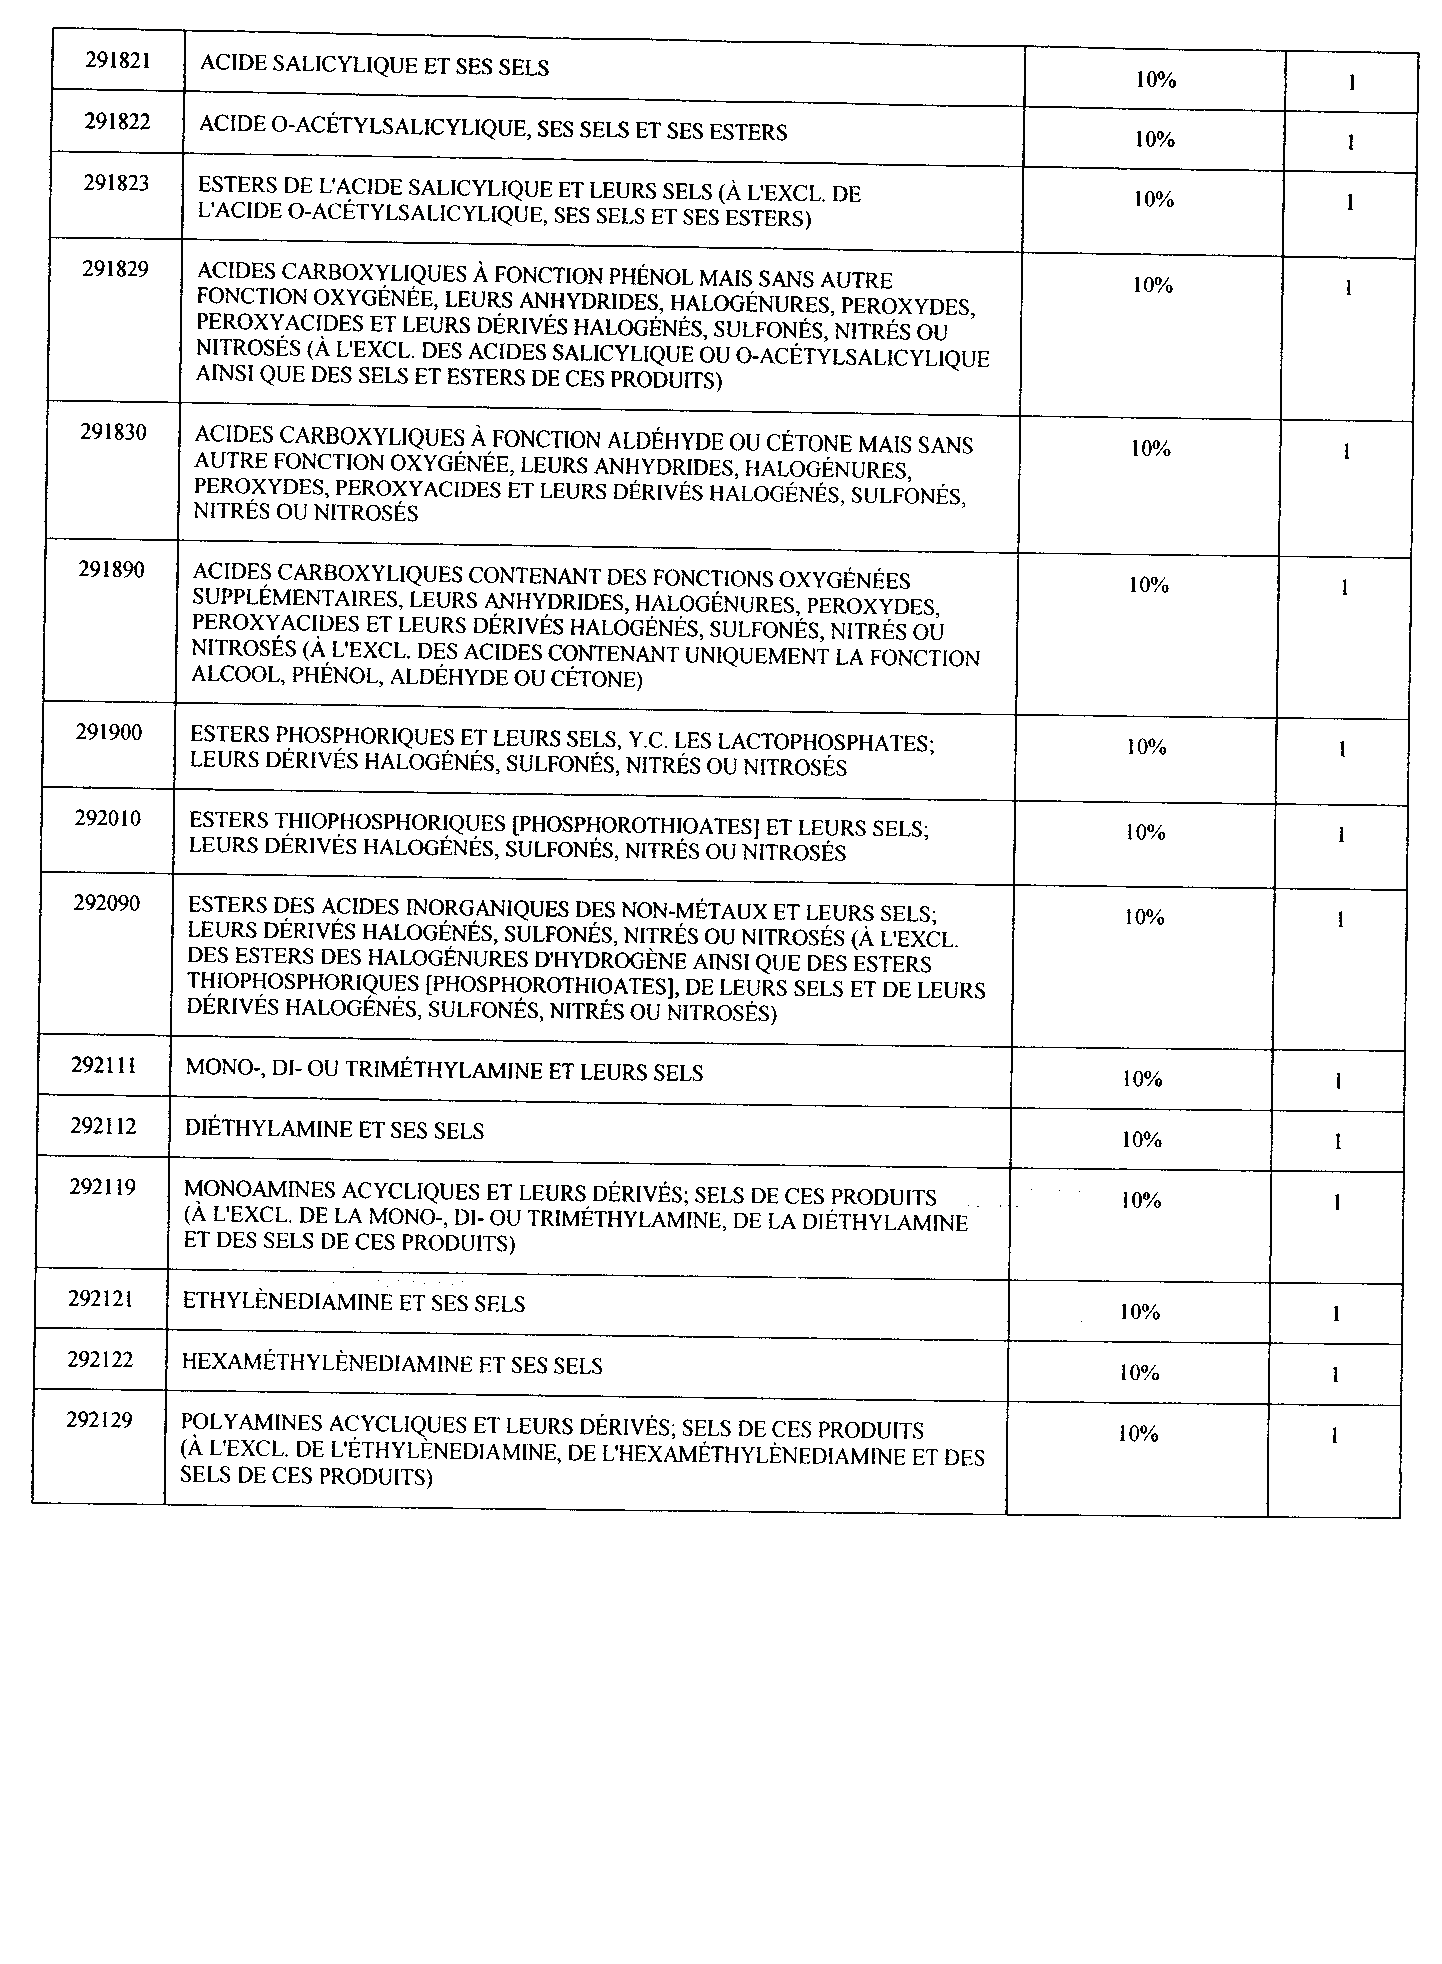 291821 ACIDE SALICYLIQUE ET SES SELS 10% 1
291822 ACIDE O-ACÉTYLSALICYLIQUE, SES SELS ET SES ESTERS 10% 1
291823 ESTERS DE L'ACIDE SALICYLIQUE ET LEURS SELS (À L'EXCL. DE 10% 1
L'ACIDE O-ACÉTYLSALICYLIQUE, SES SELS ET SES ESTERS)
291829 ACIDES CARBOXYLIQUES À FONCTION PHÉNOL MAIS SANS AUTRE 10% 1
FONCTION OXYGÉNÉE, LEURS ANHYDRIDES, HALOGÉNURES, PEROXYDES,
PEROXYACIDES ET LEURS DÉRIVÉS HALOGÉNÉS, SULFONÉS, NITRÉS OU
NITROSÉS (À L'EXCL. DES ACIDES SALICYLIQUE OU O-ACÉTYLSALICYLIQUE
AINSI QUE DES SELS ET ESTERS DE CES PRODUITS)
291830 ACIDES CARBOXYLIQUES À FONCTION ALDÉHYDE OU CÉTONE MAIS SANS 10% 1
AUTRE FONCTION OXYGÉNÉE, LEURS ANHYDRIDES, HALOGÉNURES,
PEROXYDES, PEROXYACIDES ET LEURS DÉRIVÉS HALOGÉNÉS, SULFONÉS,
NITRÉS OU NITROSÉS
291890 ACIDES CARBOXYLIQUES CONTENANT DES FONCTIONS OXYGÉNÉES 10% 1
SUPPLÉMENTAIRES, LEURS ANHYDRIDES, HALOGÉNURES, PEROXYDES,
PEROXYACIDES ET LEURS DÉRIVÉS HALOGÉNÉS, SULFONÉS, NITRÉS OU
NITROSÉS (À L'EXCL. DES ACIDES CONTENANT UNIQUEMENT LA FONCTION
ALCOOL, PHÉNOL, ALDÉHYDE OU CÉTONE)
291900 ESTERS PHOSPHORIQUES ET LEURS SELS, Y.C. LES LACTOPHOSPHATES; 10% 1
LEURS DÉRIVÉS HALOGÉNÉS, SULFONÉS, NITRÉS OU NITROSÉS
292010 ESTERS THIOPHOSPHORIQUES [PHOSPHOROTHIOATES] ET LEURS SELS; 10% 1
LEURS DÉRIVÉS HALOGÉNÉS, SULFONÉS, NITRÉS OU NITROSÉS
292090 ESTERS DES ACIDES INORGANIQUES DES NON-MÉTAUX ET LEURS SELS; 10% 1
LEURS DÉRIVÉS HALOGÉNÉS, SULFONÉS, NITRÉS OU NITROSÉS (À L'EXCL.
DES ESTERS DES HALOGÉNURES D'HYDROGÈNE AINSI QUE DES ESTERS
THIOPHOSPHORIQUES [PHOSPHOROTHIOATES], DE LEURS SELS ET DE LEURS
DÉRIVÉS HALOGÉNÉS, SULFONÉS, NITRÉS OU NITROSÉS)
292111 MONO-, DI- OU TRIMÉTHYLAMINE ET LEURS SELS 10% 1
292112 DIÉTHYLAMINE ET SES SELS 10% 1
292119 MONOAMINES ACYCLIQUES ET LEURS DÉRIVÉS; SELS DE CES PRODUITS 10% 1
(À L'EXCL. DE LA MONO-, DI- OU TRIMÉTHYLAMINE, DE LA DIÉTHYLAMINE
ET DES SELS DE CES PRODUITS)
292121 ETHYLÈNEDIAMINE ET SES SELS 10% 1
292122 HEXAMÉTHYLÈNEDIAMINE ET SES SELS 10% 1
292129 POLYAMINES ACYCLIQUES ET LEURS DÉRIVÉS; SELS DE CES PRODUITS 10% 1
(À L'EXCL. DE L'ÉTHYLÈNEDIAMINE, DE L'HEXAMÉTHYLÈNEDIAMINE ET DES
SELS DE CES PRODUITS)